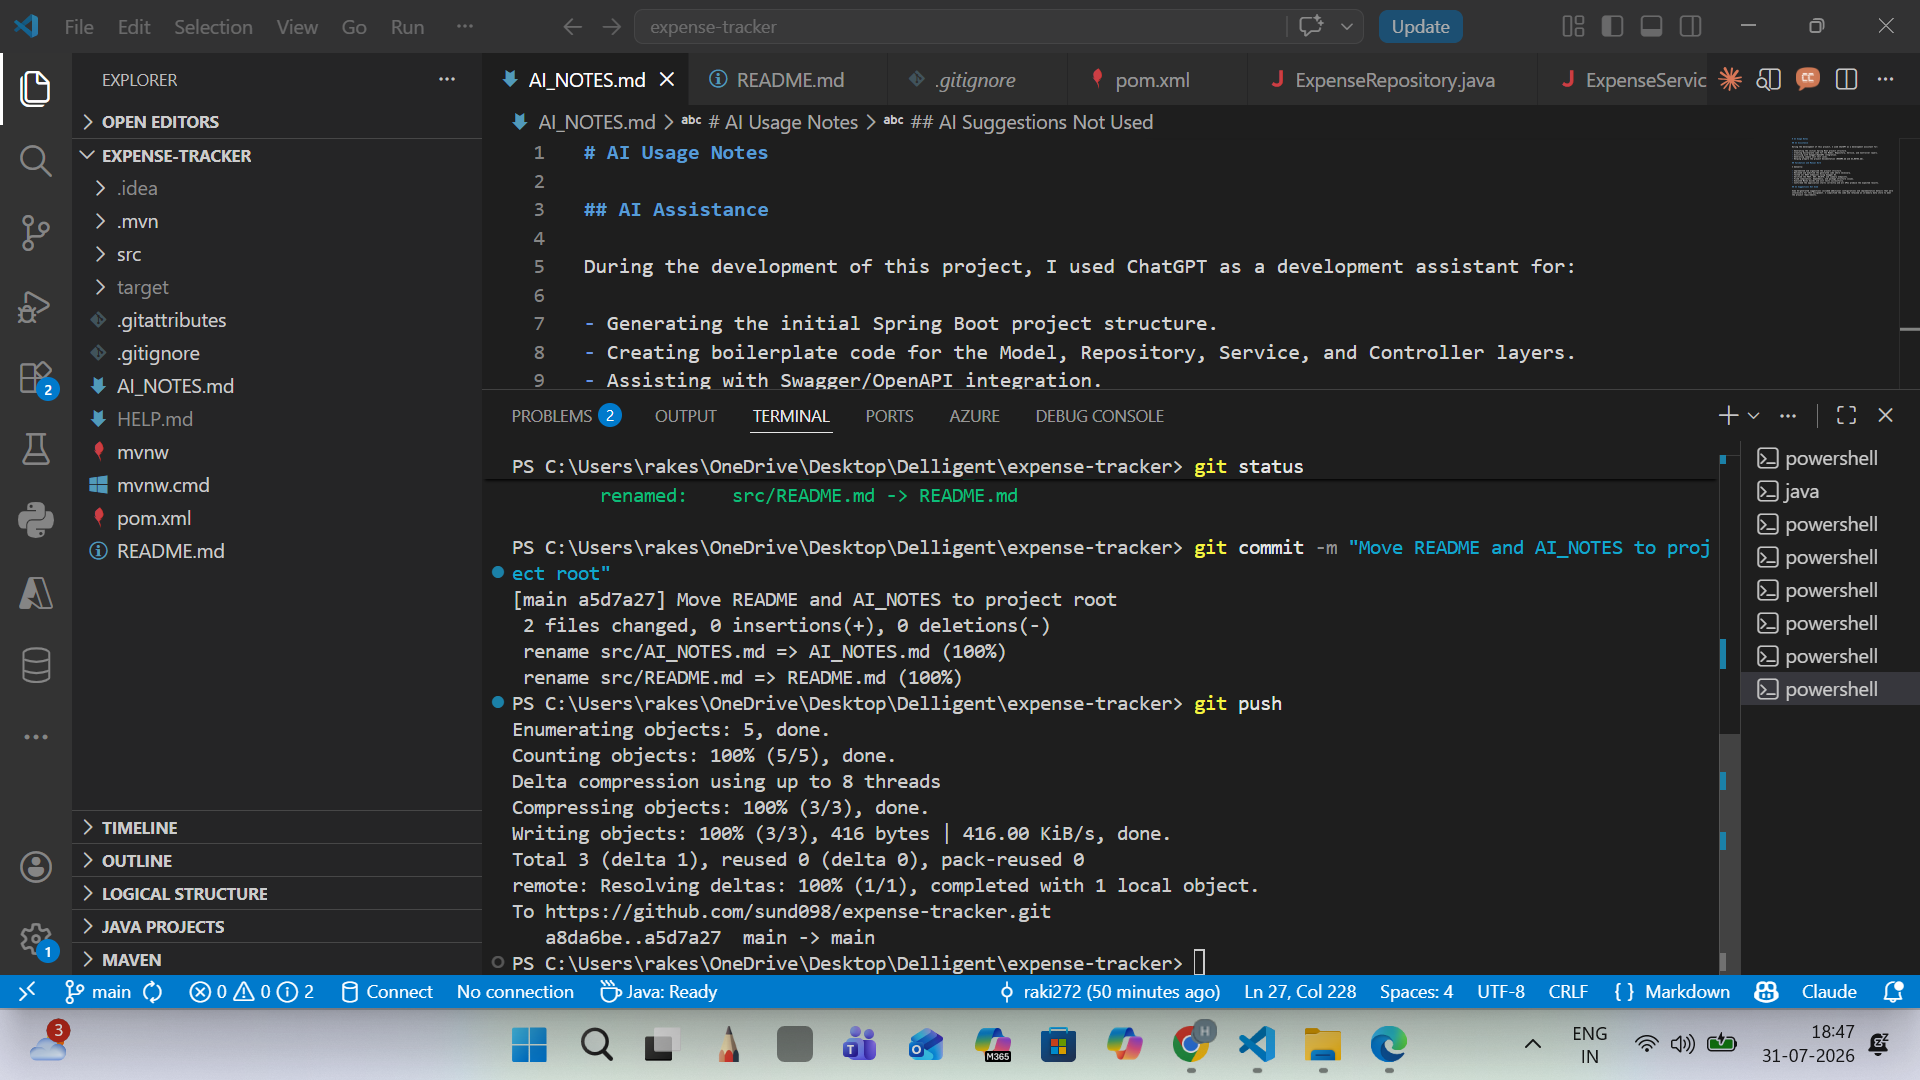 File Edit Selection View Go Run ···
expense-tracker
Update
EXPLORER
OPEN EDITORS
EXPENSE-TRACKER
.idea
.mvn
src
target
.gitattributes
.gitignore
AI_NOTES.md
HELP.md
mvnw
mvnw.cmd
pom.xml
README.md
TIMELINE
OUTLINE
LOGICAL STRUCTURE
JAVA PROJECTS
MAVEN
2
1
AI_NOTES.md README.md .gitignore pom.xml ExpenseRepository.java ExpenseServic
AI_NOTES.md > abc # AI Usage Notes > abc ## AI Suggestions Not Used
1 # AI Usage Notes
2
3 ## AI Assistance
4
5 During the development of this project, I used ChatGPT as a development assistant for:
6
7 - Generating the initial Spring Boot project structure.
8 - Creating boilerplate code for the Model, Repository, Service, and Controller layers.
9 - Assisting with Swagger/OpenAPI integration.
PROBLEMS 2 OUTPUT TERMINAL PORTS AZURE DEBUG CONSOLE
PS C:\Users\rakes\OneDrive\Desktop\Delligent\expense-tracker> git status
renamed: src/README.md -> README.md
PS C:\Users\rakes\OneDrive\Desktop\Delligent\expense-tracker> git commit -m "Move README and AI_NOTES to proj
ect root"
[main a5d7a27] Move README and AI_NOTES to project root
2 files changed, 0 insertions(+), 0 deletions(-)
rename src/AI_NOTES.md => AI_NOTES.md (100%)
rename src/README.md => README.md (100%)
PS C:\Users\rakes\OneDrive\Desktop\Delligent\expense-tracker> git push
Enumerating objects: 5, done.
Counting objects: 100% (5/5), done.
Delta compression using up to 8 threads
Compressing objects: 100% (3/3), done.
Writing objects: 100% (3/3), 416 bytes | 416.00 KiB/s, done.
Total 3 (delta 1), reused 0 (delta 0), pack-reused 0
remote: Resolving deltas: 100% (1/1), completed with 1 local object.
To https://github.com/sund098/expense-tracker.git
a8da6be..a5d7a27 main -> main
PS C:\Users\rakes\OneDrive\Desktop\Delligent\expense-tracker>
powershell
java
powershell
powershell
powershell
powershell
powershell
powershell
main 0 0 2 Connect No connection Java: Ready raki272 (50 minutes ago) Ln 27, Col 228 Spaces: 4 UTF-8 CRLF { } Markdown Claude
3
M365
H
ENG
IN
18:47
31-07-2026